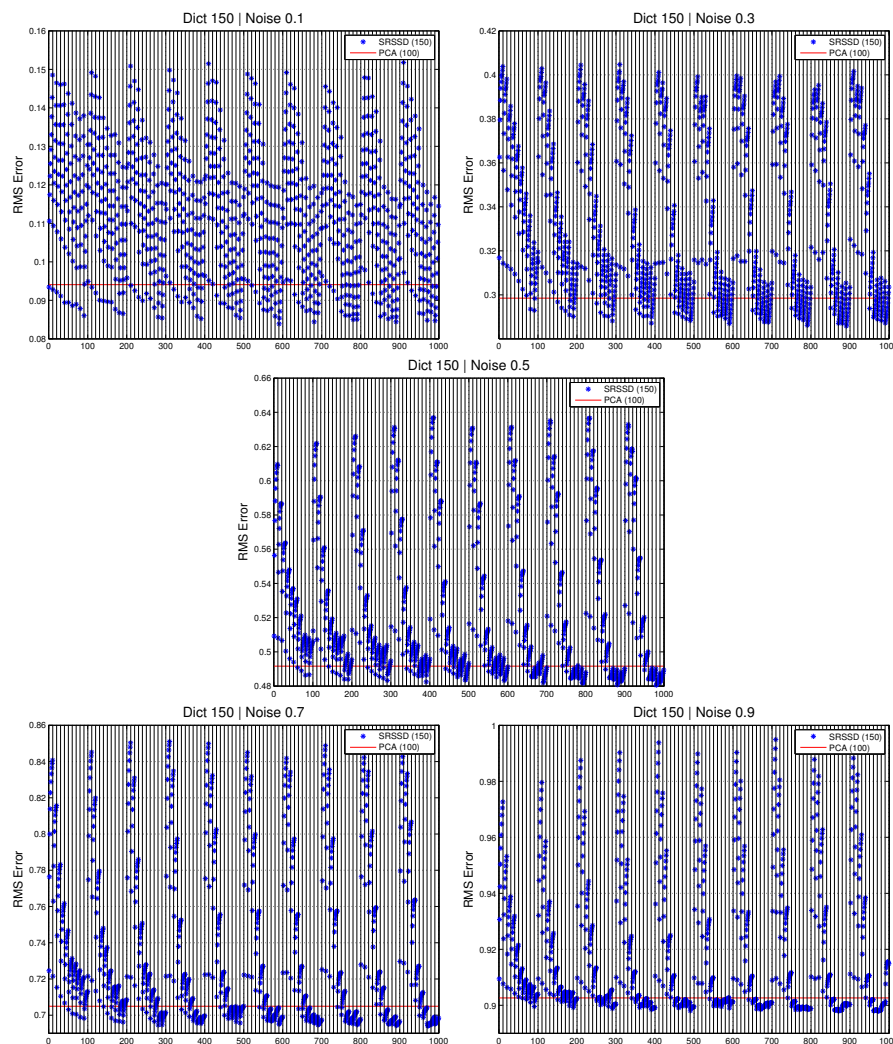 Dict 150 | Noise 0.1
0.16
0.15
0.14
0.13
0.12
0.11
0.1
0.09
0.08
RMS Error
SRSSD (150)
PCA (100)
0 100 200 300 400 500 600 700 800 900 1000
Dict 150 | Noise 0.3
0.42
0.4
0.38
0.36
0.34
0.32
0.3
RMS Error
SRSSD (150)
PCA (100)
0 100 200 300 400 500 600 700 800 900 1000
Dict 150 | Noise 0.5
0.66
0.64
0.62
0.6
0.58
0.56
0.54
0.52
0.5
0.48
RMS Error
SRSSD (150)
PCA (100)
0 100 200 300 400 500 600 700 800 900 1000
Dict 150 | Noise 0.7
0.86
0.84
0.82
0.8
0.78
0.76
0.74
0.72
0.7
RMS Error
SRSSD (150)
PCA (100)
0 100 200 300 400 500 600 700 800 900 1000
Dict 150 | Noise 0.9
1
0.98
0.96
0.94
0.92
0.9
RMS Error
SRSSD (150)
PCA (100)
0 100 200 300 400 500 600 700 800 900 1000